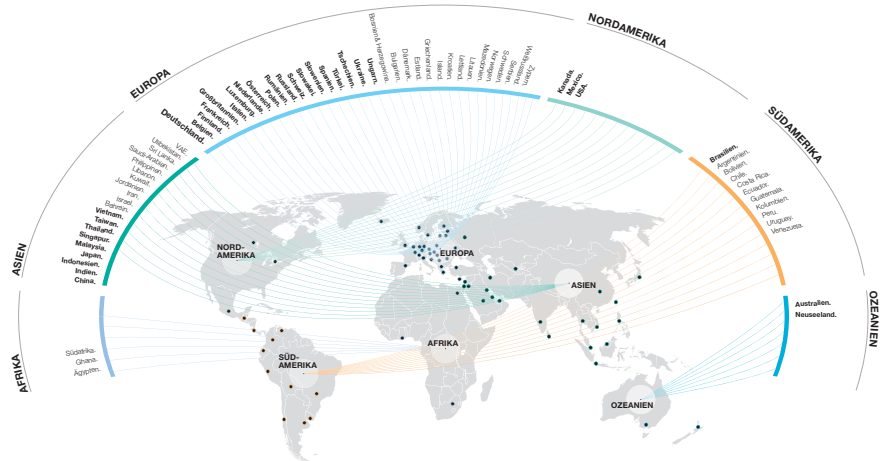 AFRIKA
Südafrika.
Ghana.
Ägypten.
ASIEN
VAE.
Usbekistan.
Sri Lanka.
Saudi-Arabien.
Philippinen.
Libanon.
Kuwait.
Jordanien.
Iran.
Israel.
Bahrain.
Vietnam.
Taiwan.
Thailand.
Singapur.
Malaysia.
Japan.
Indonesien.
Indien.
China.
EUROPA
Deutschland.
Belgien.
Finnland.
Frankreich.
Großbritannien.
Italien.
Luxemburg.
Niederlande.
Österreich.
Polen.
Rumänien.
Russland.
Schweiz.
Slowakei.
Slowenien.
Spanien.
Türkei.
Tschechien.
Ukraine.
Ungarn.
Bosnien & Herzegowina.
Bulgarien.
Dänemark.
Estland.
Griechenland.
Island.
Kroatien.
Lettland.
Litauen.
Mazedonien.
Norwegen.
Schweden.
Serbien.
Weißrussland.
Zypern.
NORDAMERIKA
Kanada.
Mexico.
USA.
SÜDAMERIKA
Brasilien.
Argentinien.
Bolivien.
Chile.
Costa Rica.
Ecuador.
Guatemala.
Kolumbien.
Peru.
Uruguay.
Venezuela.
OZEANIEN
Australien.
Neuseeland.
NORD-
AMERIKA
EUROPA
ASIEN
AFRIKA
SÜD-
AMERIKA
OZEANIEN